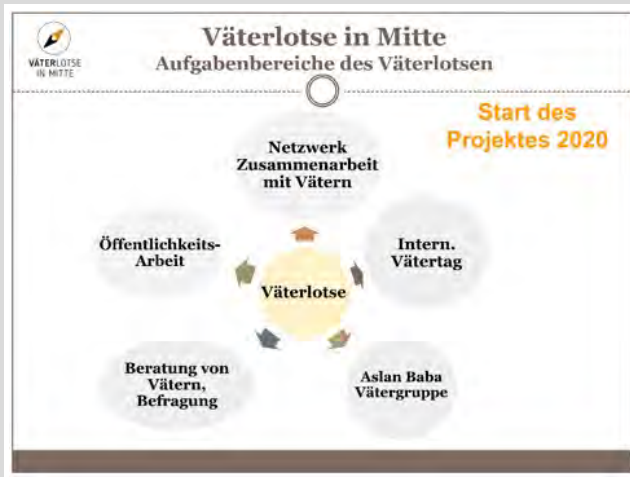 VÄTERLOTSE
IN MITTE
Väterlotse in Mitte
Aufgabenbereiche des Väterlotsen
Start des
Projektes 2020
Netzwerk
Zusammenarbeit
mit Vätern
Öffentlichkeits-
Arbeit
Intern.
Vätertag
Väterlotse
Beratung von
Vätern,
Befragung
Aslan Baba
Vätergruppe